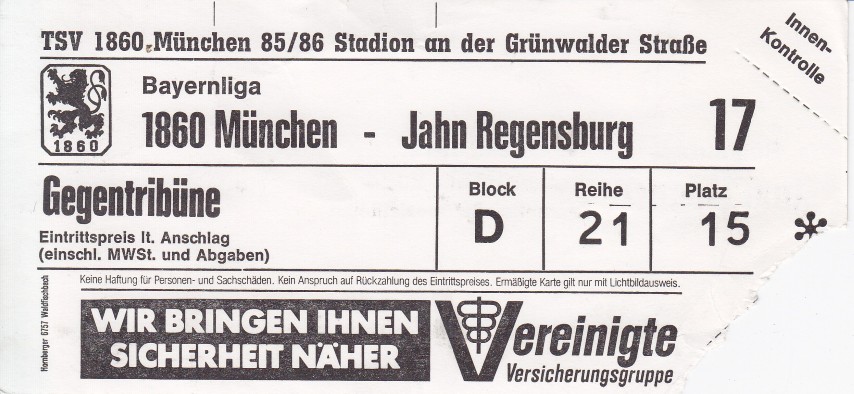 TSV 1860 München 85/86 Stadion an der Grünwalder Straße
Innen-
Kontrolle
Bayernliga
1860 München - Jahn Regensburg 17
1860
Gegentribüne
Eintrittspreis lt. Anschlag
(einschl. MWSt. und Abgaben)
Block
D
Reihe
21
Platz
15
Keine Haftung für Personen- und Sachschäden. Kein Anspruch auf Rückzahlung des Eintrittspreises. Ermäßigte Karte gilt nur mit Lichtbildausweis.
Hornberger 6757 Waldfischbach
WIR BRINGEN IHNEN
SICHERHEIT NÄHER
Vereinigte
Versicherungsgruppe